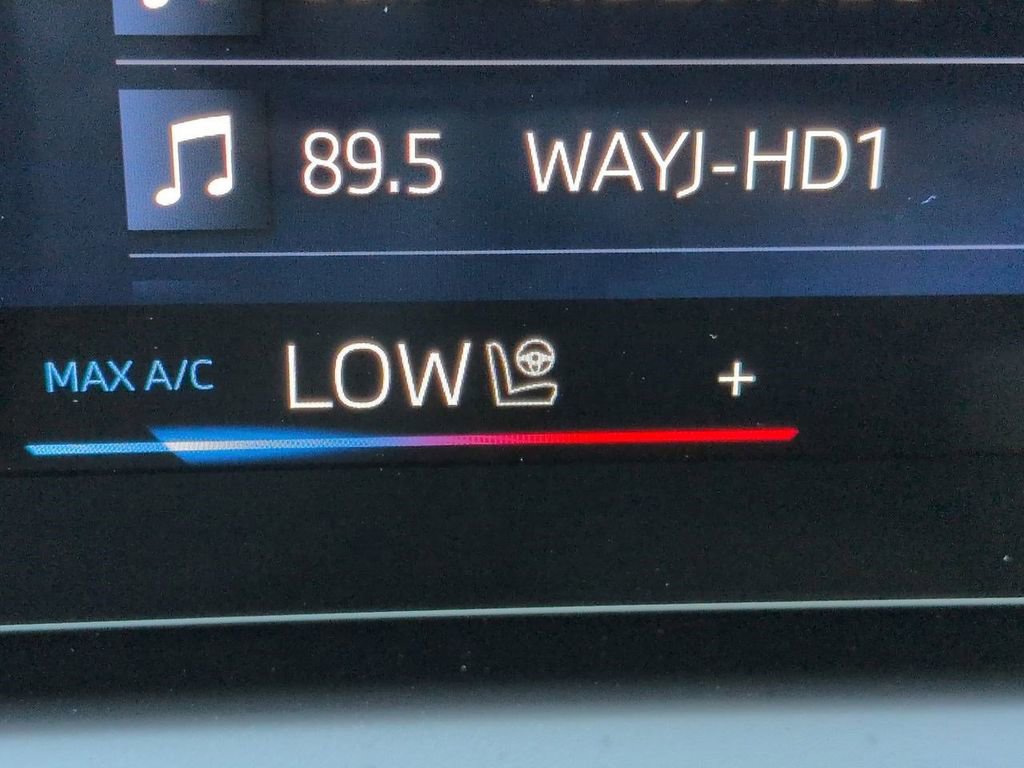 89.5 WAYJ-HD1
MAX A/C LOW +